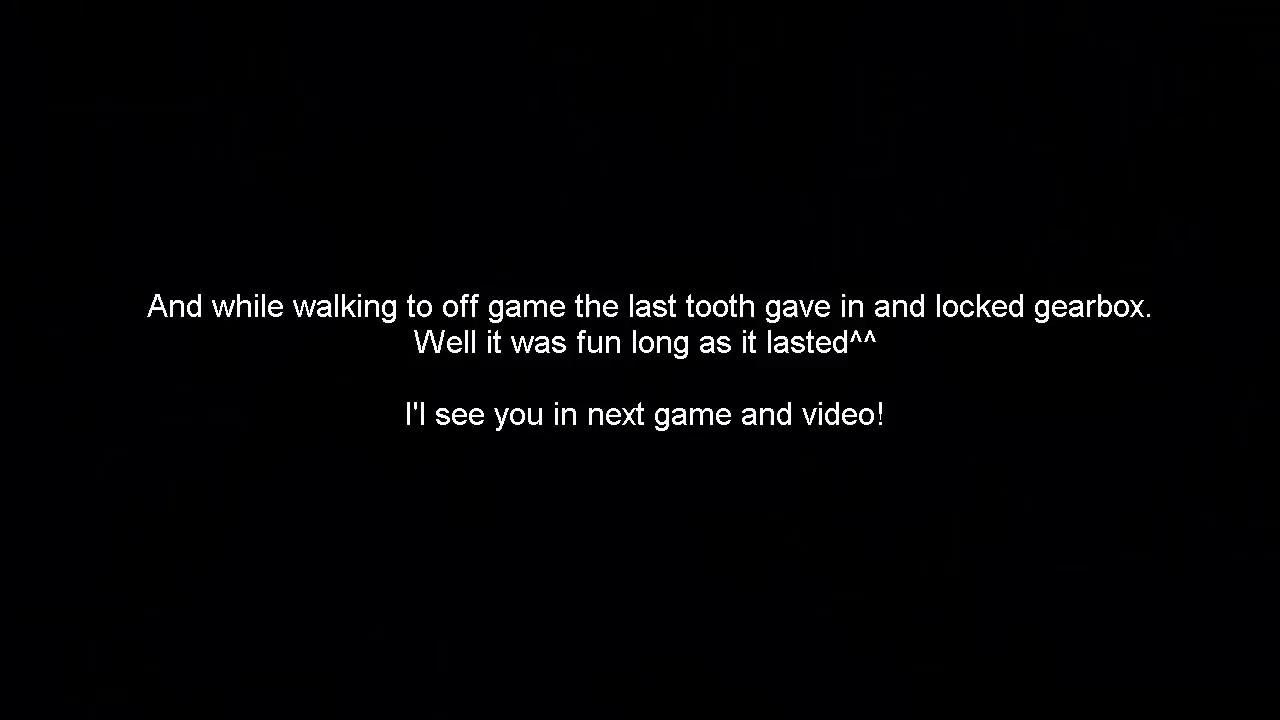 And while walking to off game the last tooth gave in and locked gearbox.
Well it was fun long as it lasted^^
I'l see you in next game and video!